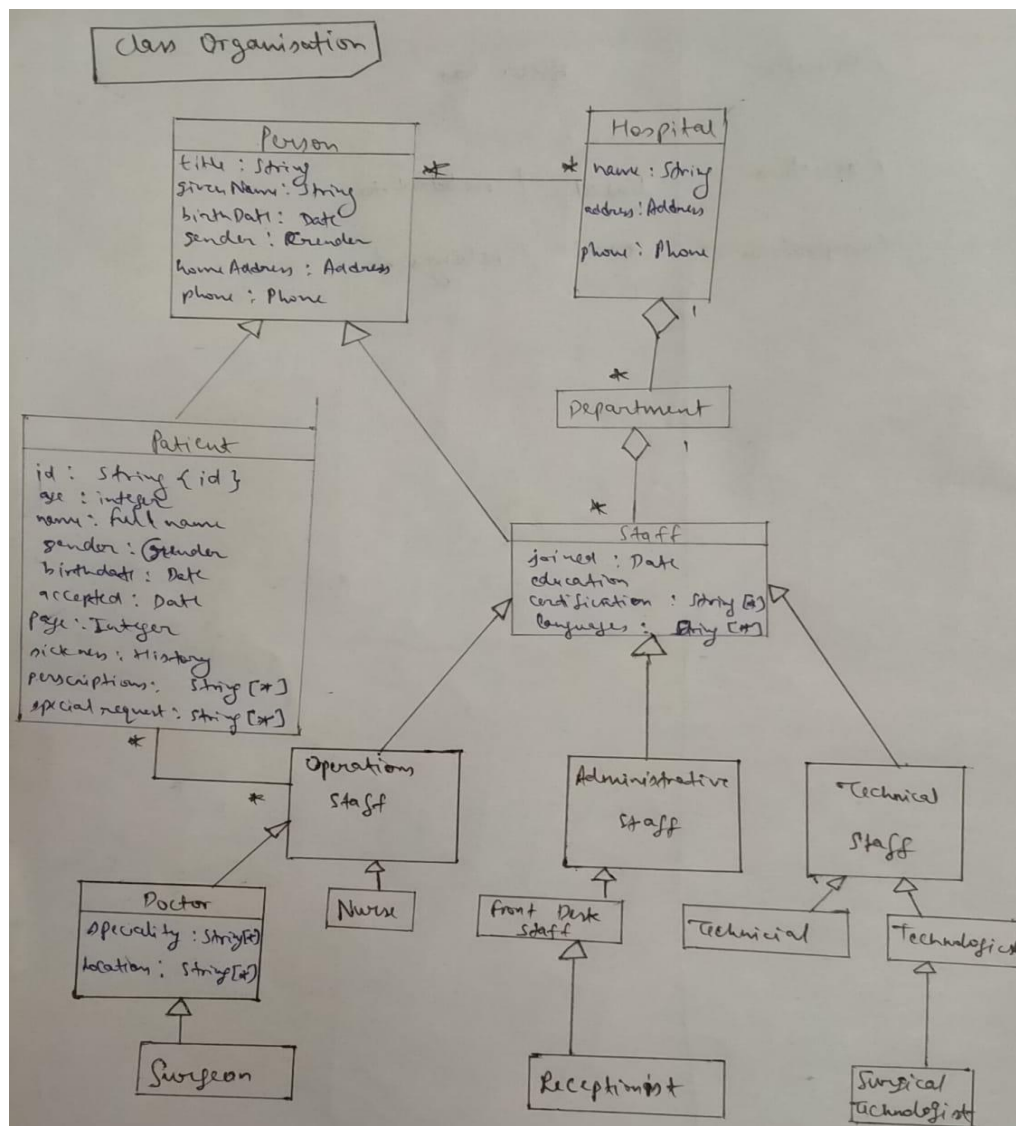 Class Organisation
Person
title : String
givenName : String
birthDate : Date
gender : Gender
homeAddress : Address
phone : Phone
*
*
Hospital
name : String
address : Address
phone : Phone
1
*
Department
1
*
Patient
id : String {id}
age : integer
name : full name
gender : Gender
birthdate : Date
accepted : Date
: Integer
sickness : History
perscriptions : String [*]
special request : String [*]
*
*
Staff
joined : Date
education
certification : String [*]
languages : String [*]
Operations
Staff
Administrative
Staff
Technical
Staff
Doctor
speciality : String[*]
location : String[*]
Nurse
Front Desk
Staff
Technicial
Technologist
Surgeon
Receptionist
Surgical
Technologist